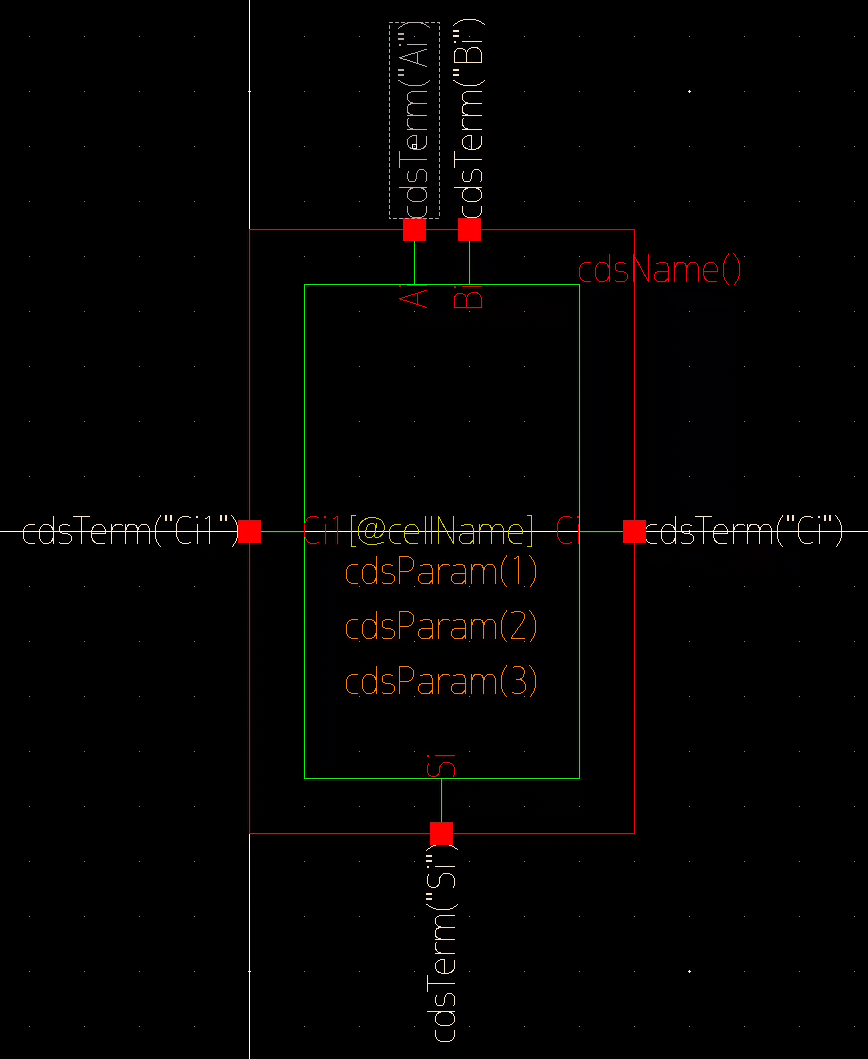 cdsTerm("Ai")
cdsTerm("Bi")
cdsName()
Ai
Bi
cdsTerm("Ci1")
Ci1
[@cellName]
Ci
cdsTerm("Ci")
cdsParam(1)
cdsParam(2)
cdsParam(3)
Si
cdsTerm("Si")